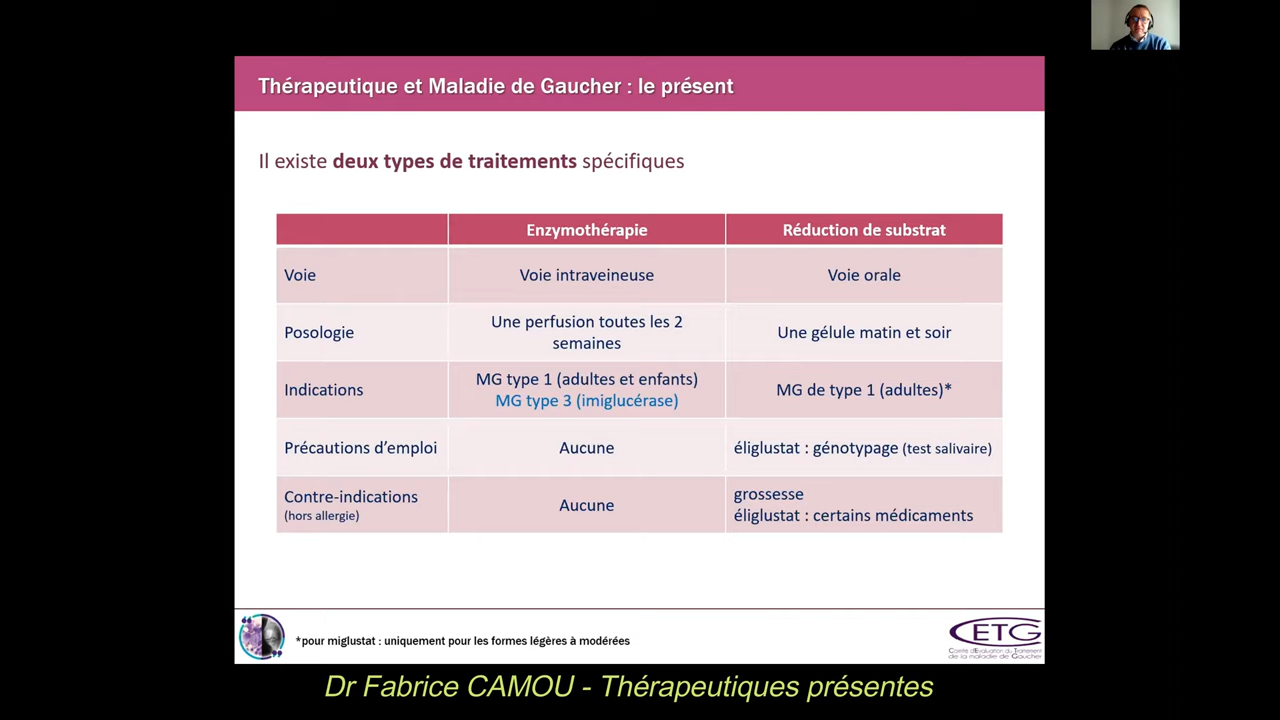 Thérapeutique et Maladie de Gaucher : le présent
Il existe deux types de traitements spécifiques
Enzymothérapie
Réduction de substrat
Voie
Voie intraveineuse
Voie orale
Posologie
Une perfusion toutes les 2
semaines
Une gélule matin et soir
Indications
MG type 1 (adultes et enfants)
MG type 3 (imiglucérase)
MG de type 1 (adultes)*
Précautions d'emploi
Aucune
éliglustat : génotypage (test salivaire)
Contre-indications
(hors allergie)
Aucune
grossesse
éliglustat : certains médicaments
*pour miglustat : uniquement pour les formes légères à modérées
CETG
Comité d'Evaluation du Traitement
de la maladie de Gaucher
Dr Fabrice CAMOU - Thérapeutiques présentes